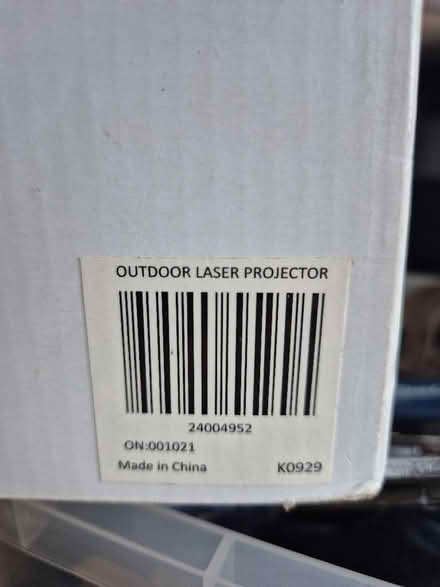 OUTDOOR LASER PROJECTOR
24004952
ON:001021
Made in China K0929